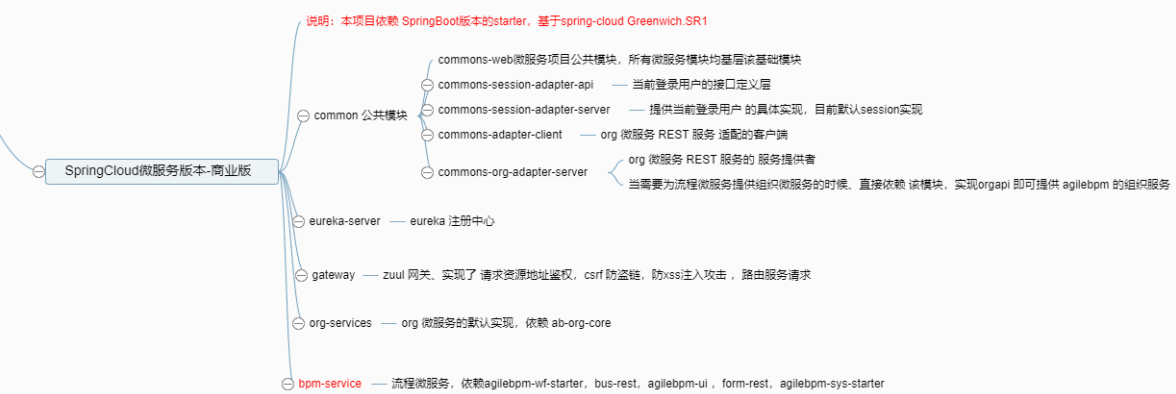 说明：本项目依赖 SpringBoot版本的starter，基于spring-cloud Greenwich.SR1
commons-web微服务项目公共模块，所有微服务模块均基层该基础模块
commons-session-adapter-api 当前登录用户的接口定义层
common 公共模块
commons-session-adapter-server 提供当前登录用户 的具体实现，目前默认session实现
commons-adapter-client org 微服务 REST 服务 适配的客户端
org 微服务 REST 服务的 服务提供者
SpringCloud微服务版本-商业版
commons-org-adapter-server
当需要为流程微服务提供组织微服务的时候、直接依赖 该模块，实现orgapi 即可提供 agilebpm 的组织服务
eureka-server eureka 注册中心
gateway zuul 网关、实现了 请求资源地址鉴权，csrf 防盗链，防xss注入攻击 ，路由服务请求
org-services org 微服务的默认实现，依赖 ab-org-core
bpm-service 流程微服务，依赖agilebpm-wf-starter，bus-rest，agilebpm-ui ，form-rest，agilebpm-sys-starter